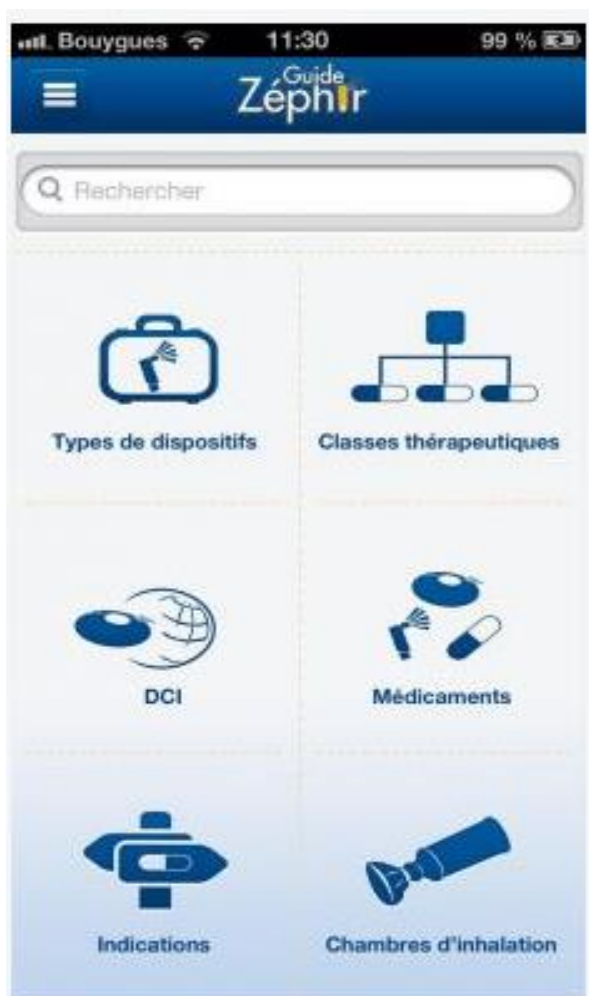 Bouygues 11:30 99 %
Guide
Zéphir
Rechercher
Types de dispositifs Classes thérapeutiques
DCI Médicaments
Indications Chambres d'inhalation